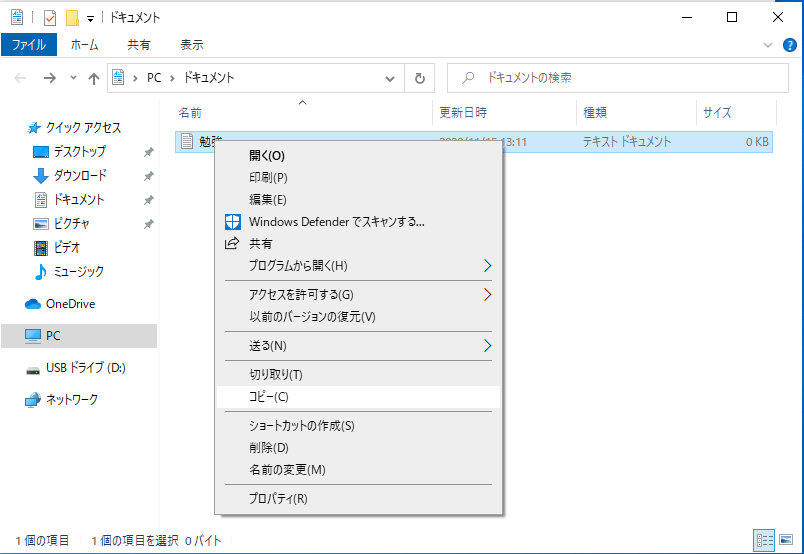 ドキュメント
ファイル ホーム 共有 表示
PC ドキュメント ドキュメントの検索
名前 更新日時 種類 サイズ
クイック アクセス
デスクトップ
ダウンロード
ドキュメント
ピクチャ
ビデオ
ミュージック
OneDrive
PC
USB ドライブ (D:)
ネットワーク
13:11 テキスト ドキュメント 0 KB
開く(O)
印刷(P)
編集(E)
Windows Defender でスキャンする...
共有
プログラムから開く(H)
アクセスを許可する(G)
以前のバージョンの復元(V)
送る(N)
切り取り(T)
コピー(C)
ショートカットの作成(S)
削除(D)
名前の変更(M)
プロパティ(R)
1 個の項目 1 個の項目を選択 0 バイト